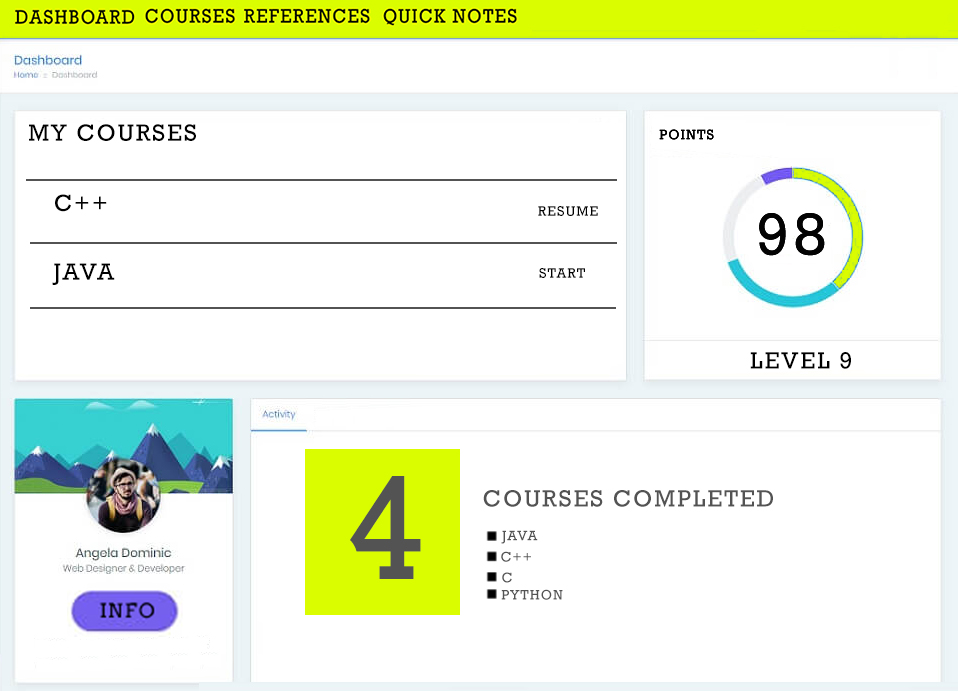 DASHBOARD COURSES REFERENCES QUICK NOTES
Dashboard
Home :: Dashboard
MY COURSES
C++
RESUME
JAVA
START
POINTS
98
LEVEL 9
Angela Dominic
Web Designer & Developer
INFO
Activity
4
COURSES COMPLETED
JAVA
C++
C
PYTHON